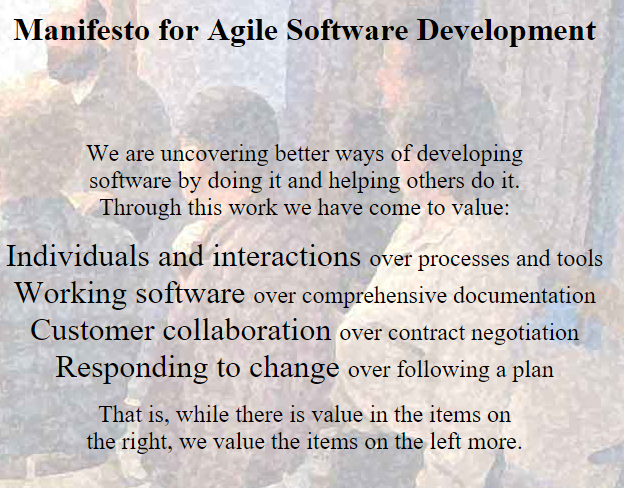 Manifesto for Agile Software Development
We are uncovering better ways of developing
software by doing it and helping others do it.
Through this work we have come to value:
Individuals and interactions over processes and tools
Working software over comprehensive documentation
Customer collaboration over contract negotiation
Responding to change over following a plan
That is, while there is value in the items on
the right, we value the items on the left more.